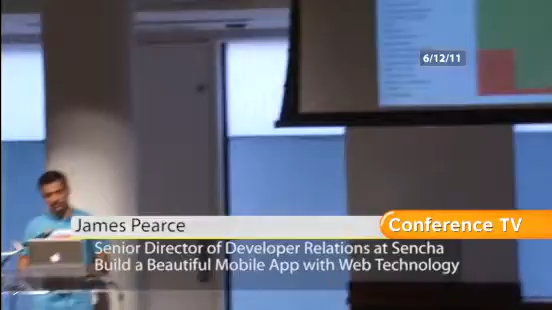 6/12/11
James Pearce
Conference TV
Senior Director of Developer Relations at Sencha
Build a Beautiful Mobile App with Web Technology